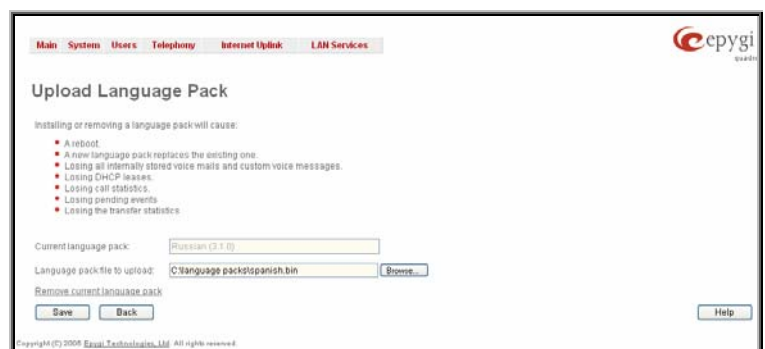 Main System Users Telephony Internet Uplink LAN Services
epygi
quadro
Upload Language Pack
Installing or removing a language pack will cause:
A reboot.
A new language pack replaces the existing one.
Losing all internally stored voice mails and custom voice messages.
Losing DHCP leases.
Losing call statistics.
Losing pending events
Losing the transfer statistics
Current language pack: Russian (3.1.0)
Language pack file to upload: C:\language packs\spanish.bin Browse...
Remove current language pack
Save Back Help
Copyright (C) 2006 Epygi Technologies, Ltd. All rights reserved.